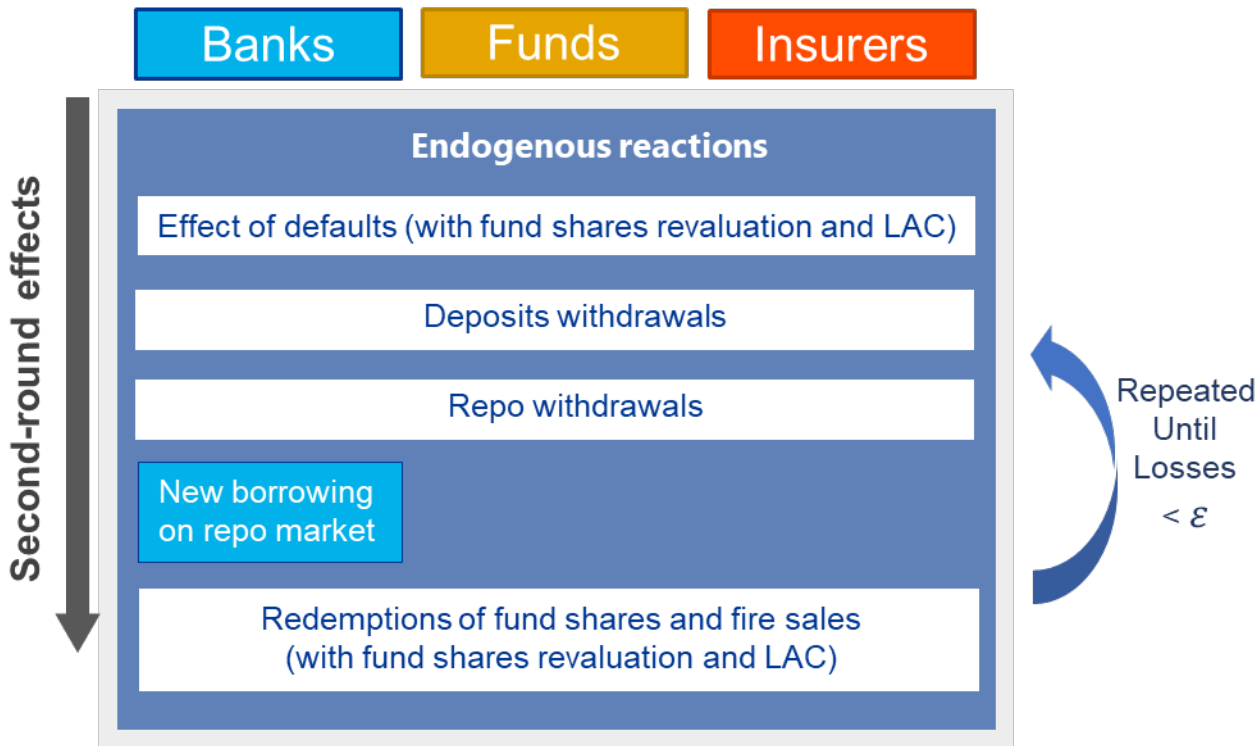 Banks
Funds
Insurers
Second-round effects
Endogenous reactions
Effect of defaults (with fund shares revaluation and LAC)
Deposits withdrawals
Repo withdrawals
New borrowing
on repo market
Redemptions of fund shares and fire sales
(with fund shares revaluation and LAC)
Repeated
Until
Losses
< ε